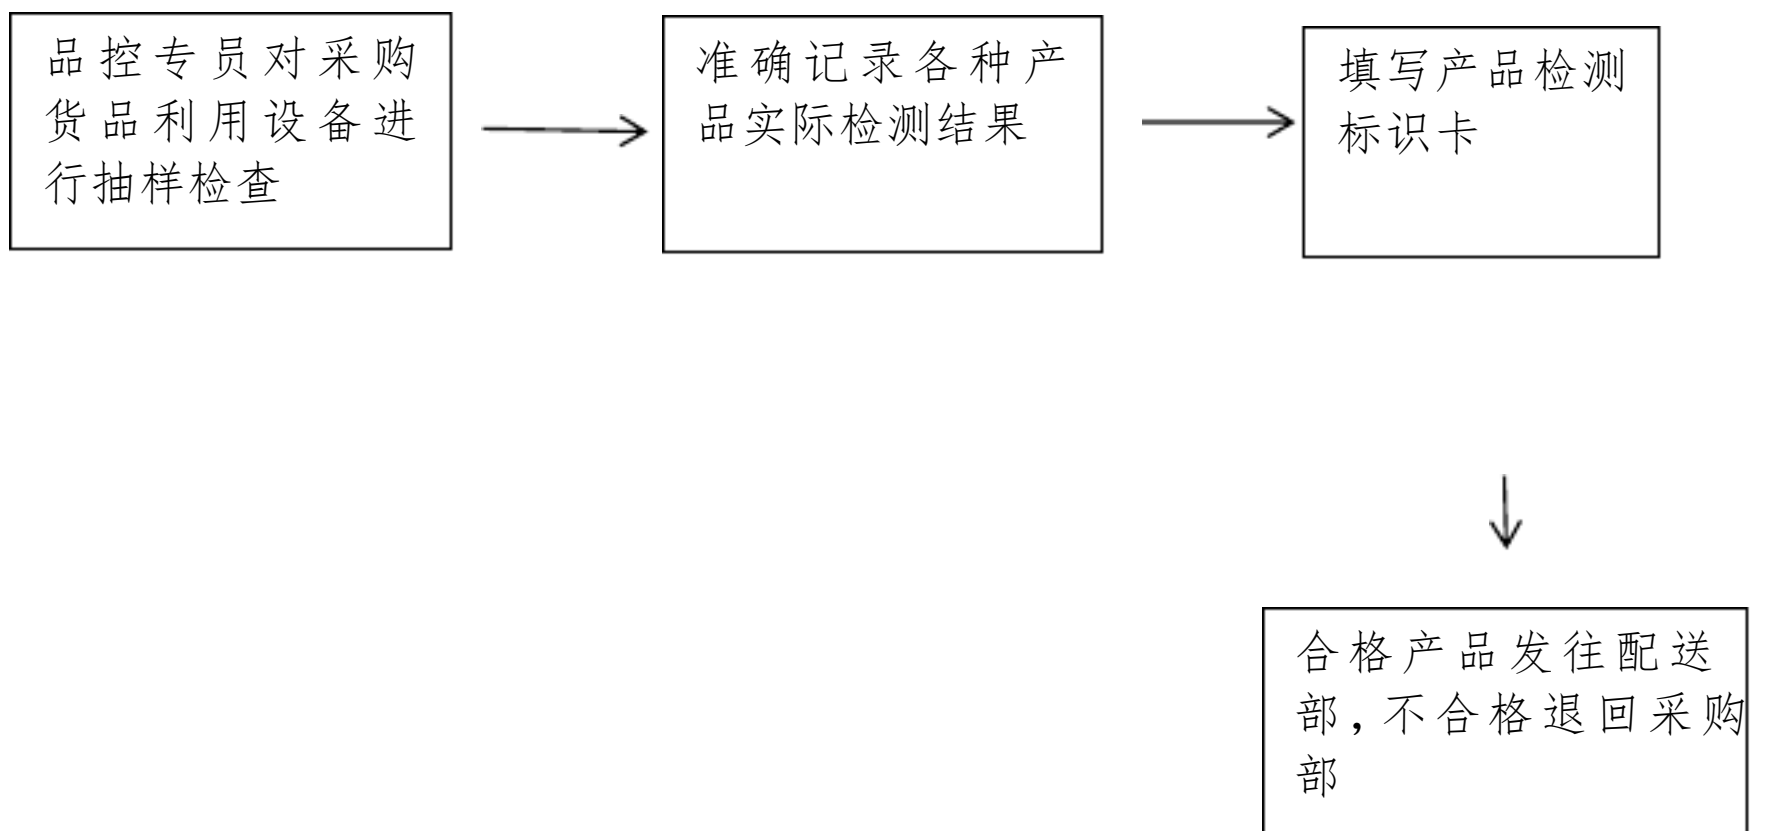 品控专员对采购
货品利用设备进
行抽样检查
准确记录各种产
品实际检测结果
填写产品检测
标识卡
合格产品发往配送
部，不合格退回采购
部